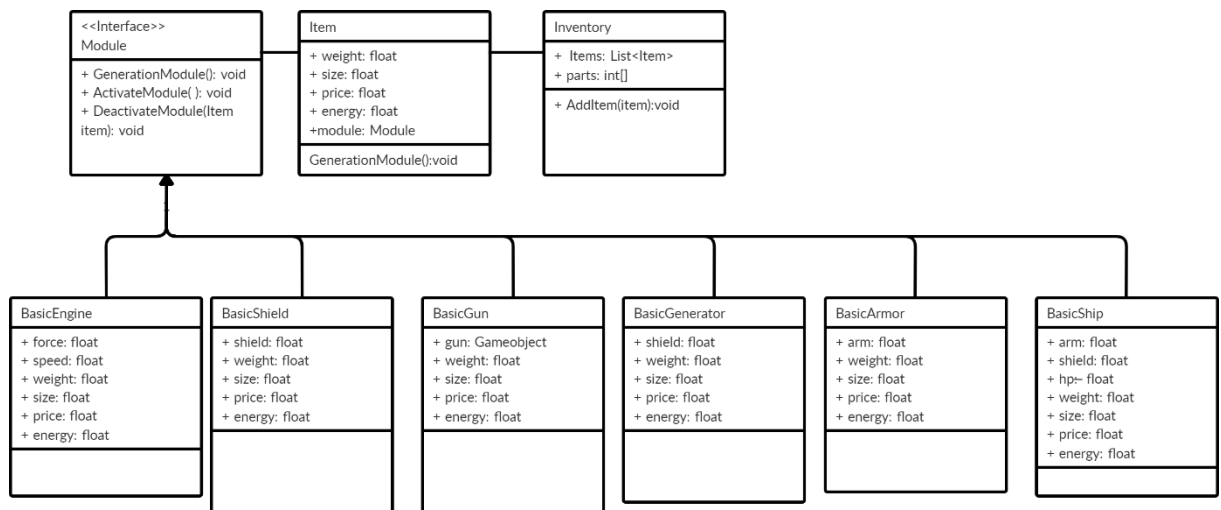 <<Interface>>
Module
+ GenerationModule(): void
+ ActivateModule( ): void
+ DeactivateModule(Item
item): void
Item
+ weight: float
+ size: float
+ price: float
+ energy: float
+module: Module
GenerationModule():void
Inventory
+ Items: List<Item>
+ parts: int[]
+ AddItem(item):void
BasicEngine
+ force: float
+ speed: float
+ weight: float
+ size: float
+ price: float
+ energy: float
BasicShield
+ shield: float
+ weight: float
+ size: float
+ price: float
+ energy: float
BasicGun
+ gun: Gameobject
+ weight: float
+ size: float
+ price: float
+ energy: float
BasicGenerator
+ shield: float
+ weight: float
+ size: float
+ price: float
+ energy: float
BasicArmor
+ arm: float
+ weight: float
+ size: float
+ price: float
+ energy: float
BasicShip
+ arm: float
+ shield: float
+ hp:- float
+ weight: float
+ size: float
+ price: float
+ energy: float